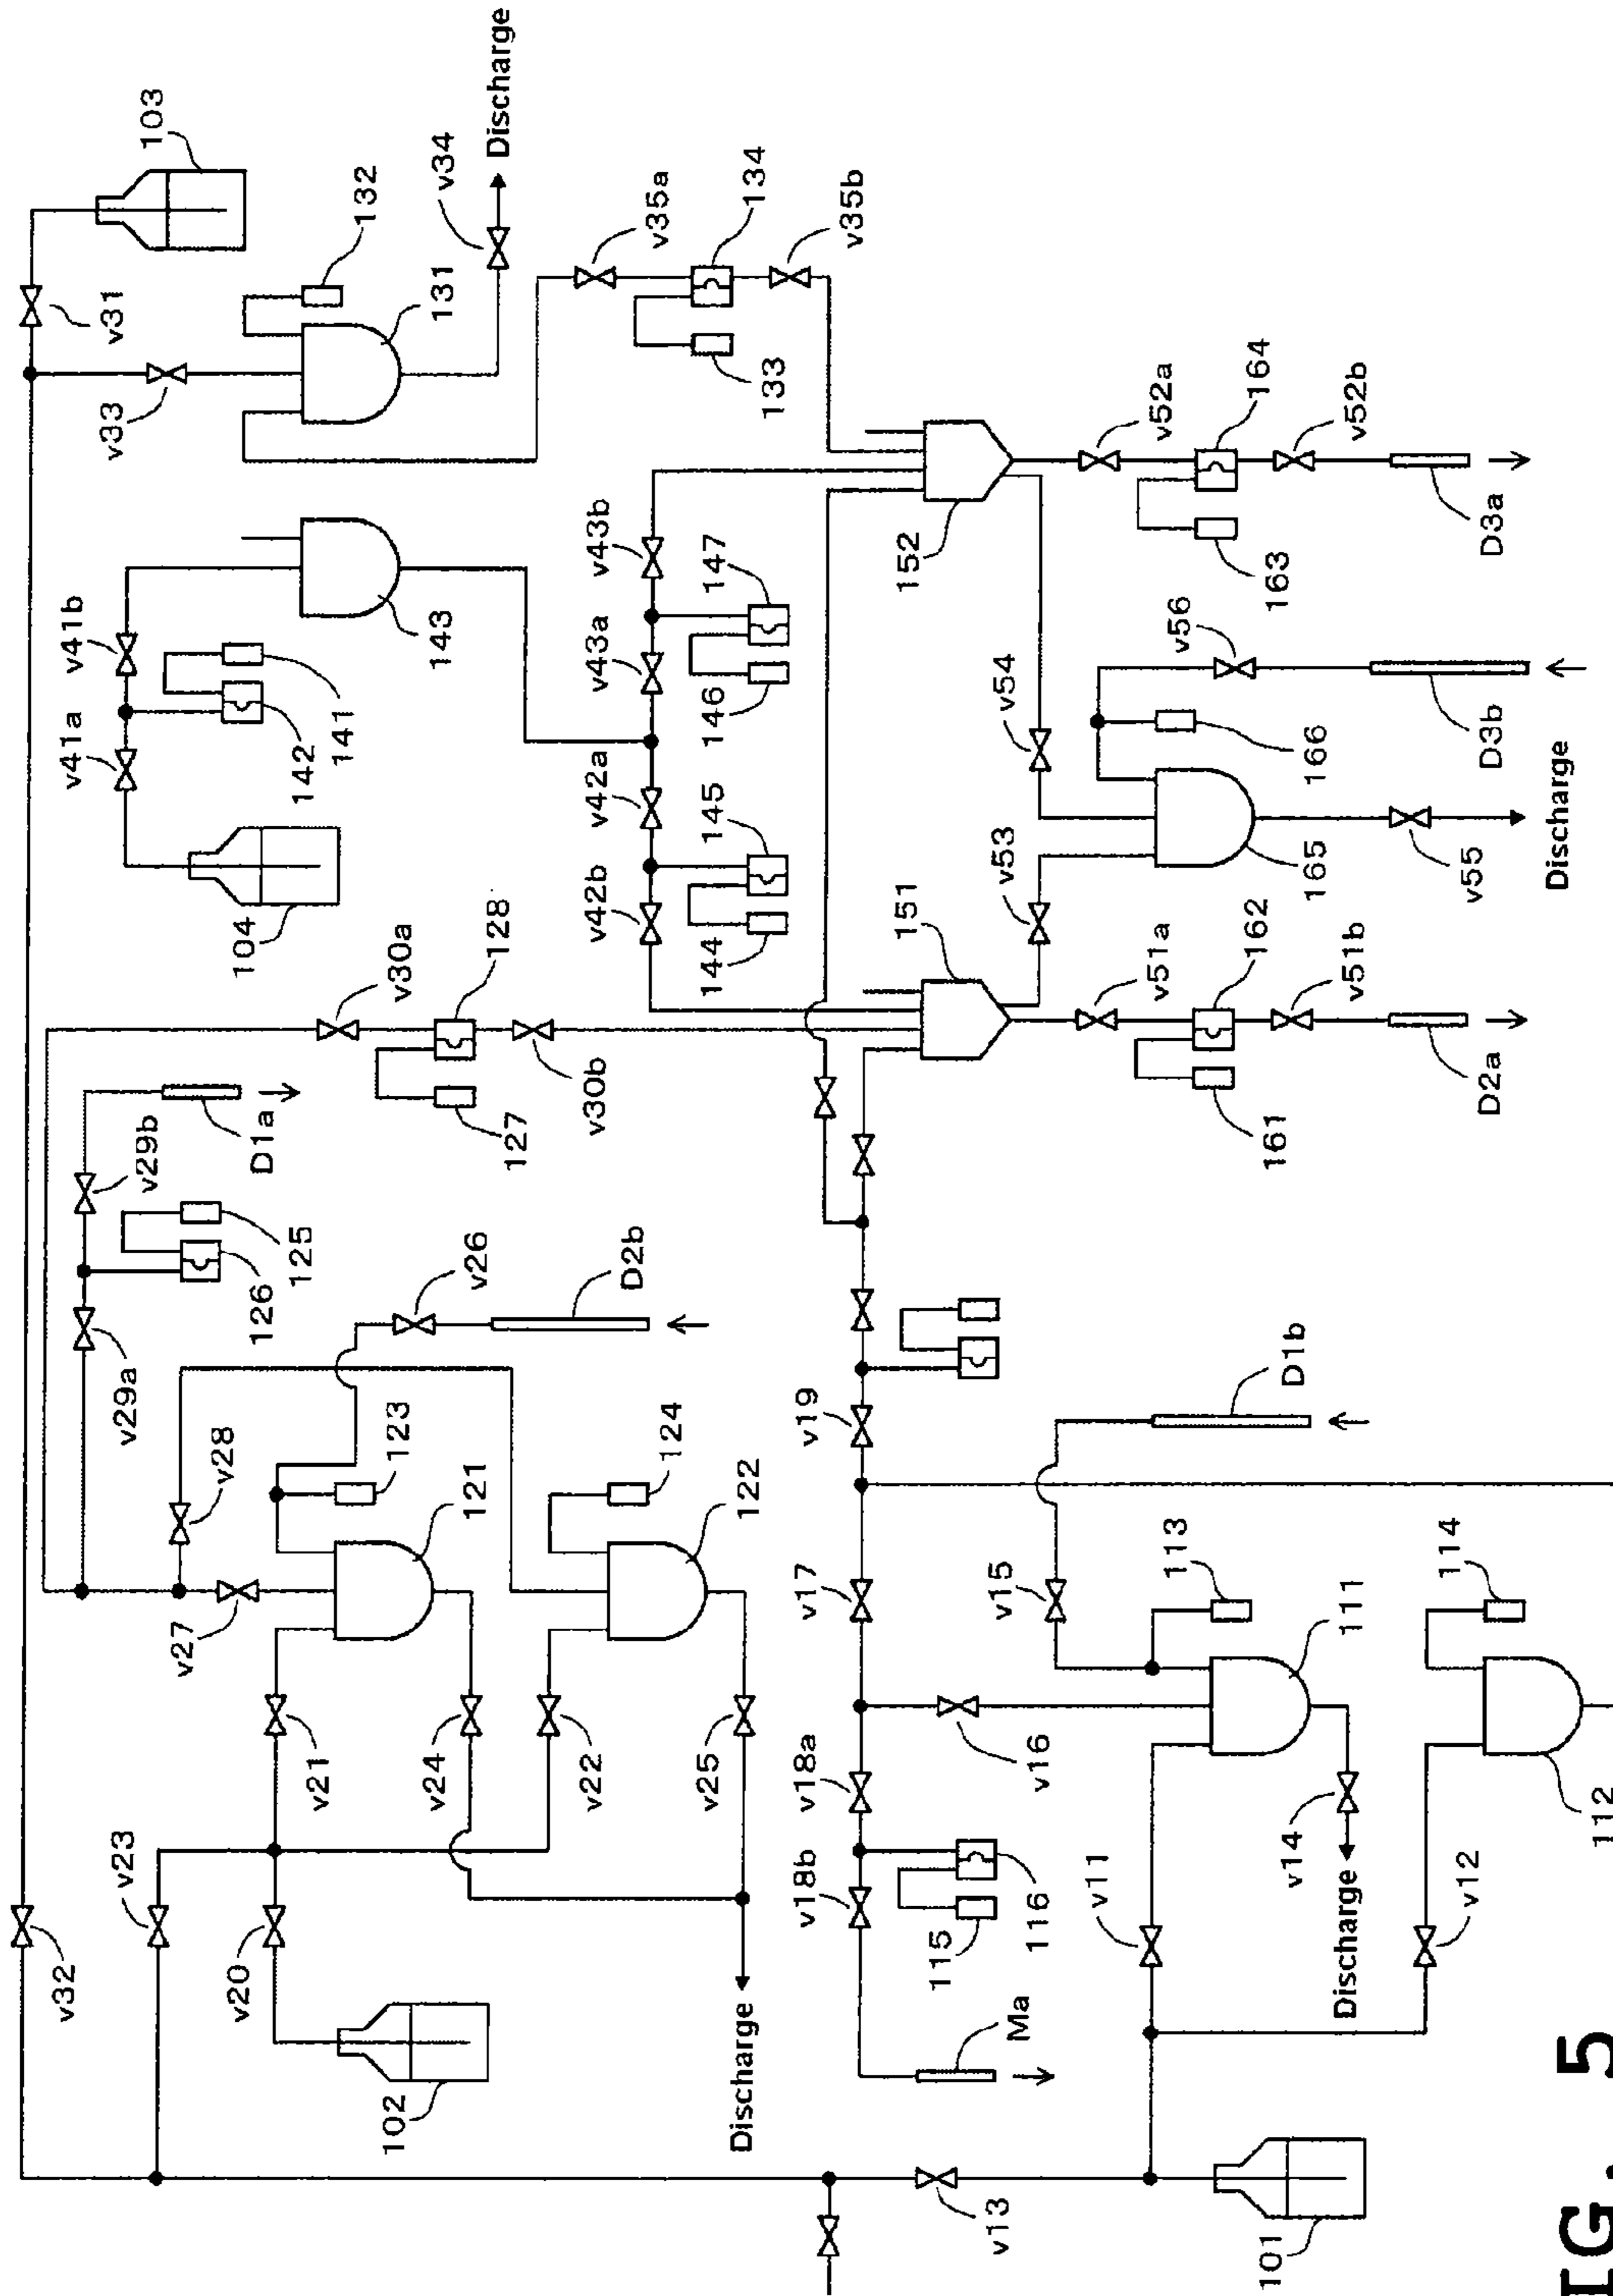 103
v31
v33
132
131
v34
Discharge
v35a
134
133
v35b
v41b
v41a
143
142
141
104
v43b
v43a
147
146
v42a
145
v42b
144
152
v52a
164
163
v52b
D3a
v54
v56
166
D3b
v53
165
v55
Discharge
151
v51a
162
161
v51b
D2a
v30a
128
127
v30b
v29b
D1a
125
126
v29a
v26
D2b
v28
123
124
121
122
v27
v21
v24
v22
v25
v32
v23
v20
102
Discharge
v19
D1b
v17
v15
113
114
111
112
v16
v18a
v18b
116
115
Ma
v11
v14
Discharge
v12
v13
101
IG. 5